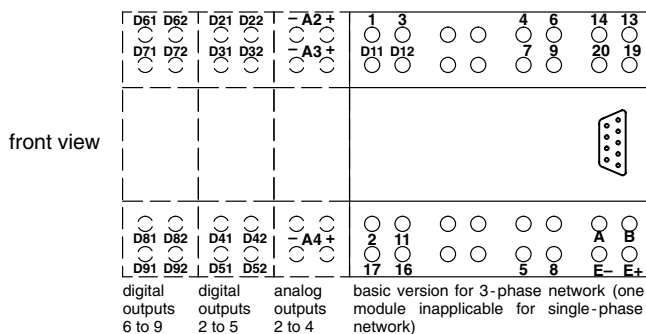 D61 D62 D21 D22 – A2 + 1 3 4 6 14 13
D71 D72 D31 D32 – A3 + D11 D12 7 9 20 19
front view
D81 D82 D41 D42 – A4 + 2 11 A B
D91 D92 D51 D52 17 16 5 8 E– E+
digital outputs 6 to 9
digital outputs 2 to 5
analog outputs 2 to 4
basic version for 3-phase network (one
module inapplicable for single-phase
network)